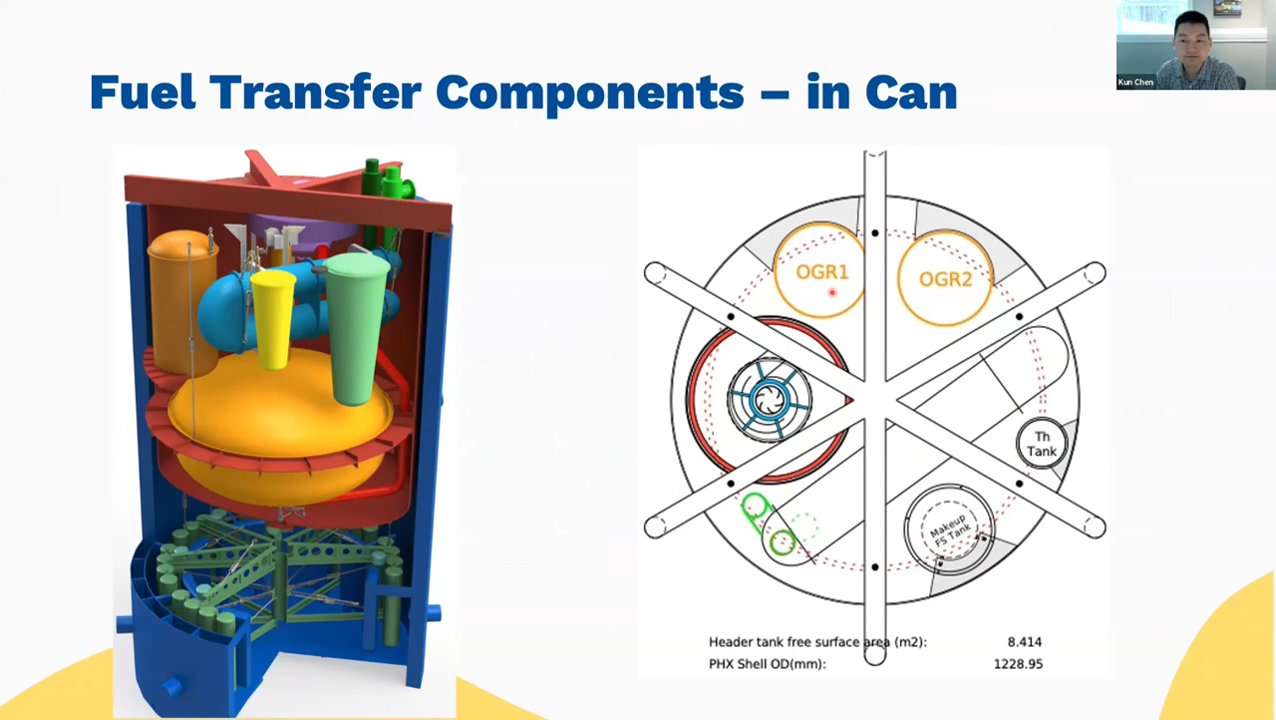 Fuel Transfer Components – in Can
Kun Chen
OGR1
OGR2
Th
Tank
Makeup
FS Tank
Header tank free surface area (m2): 8.414
PHX Shell OD(mm): 1228.95